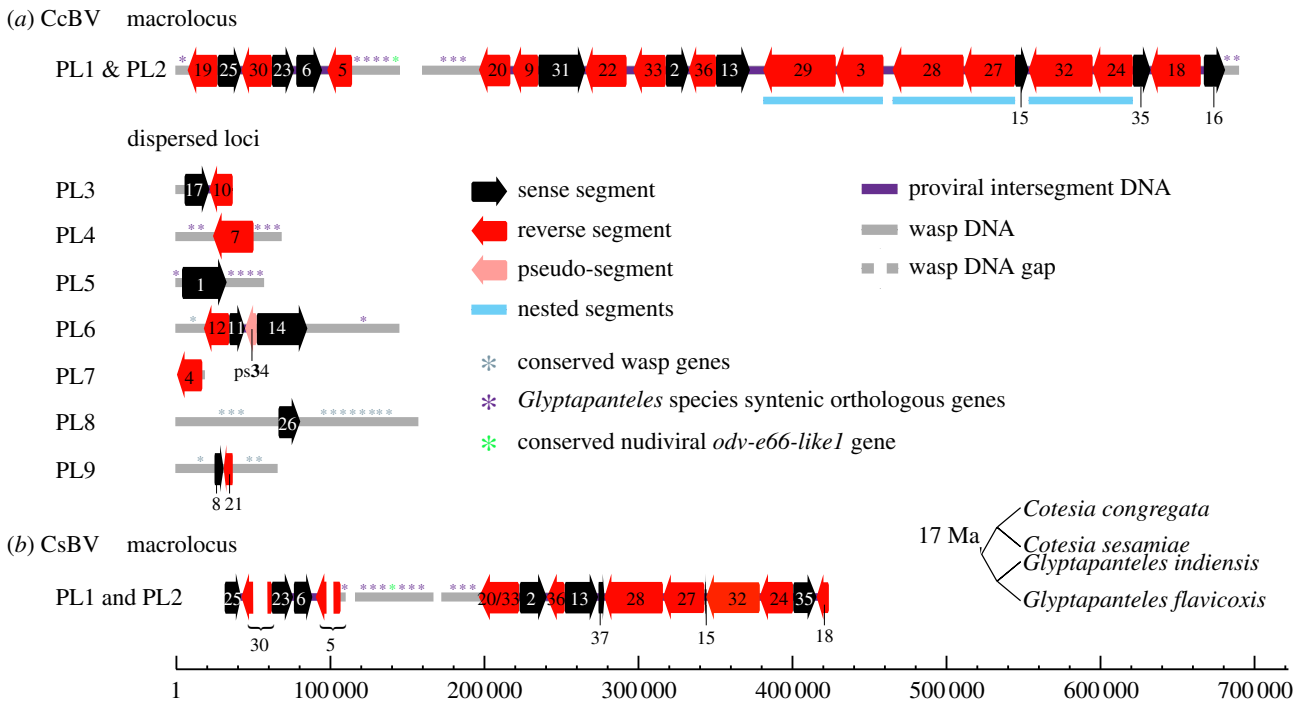 (a) CcBV macrolocus
* * * * * * * * * * *
PL1 & PL2 19 25 30 23 6 5 20 9 31 22 33 2 36 13 29 3 28 27 32 24 18
15 35 16
dispersed loci
PL3 17 10
sense segment
proviral intersegment DNA
PL4 * * 7 * * *
reverse segment
wasp DNA
PL5 * 1 * * * *
pseudo-segment
wasp DNA gap
PL6 * 12 11 14 *
ps34
nested segments
PL7 4
* conserved wasp genes
* Glyptapanteles species syntenic orthologous genes
PL8 * * * * 26 * * * * * * * *
* conserved nudiviral odv-e66-like1 gene
PL9 * * *
8 21
17 Ma
Cotesia congregata
Cotesia sesamiae
Glyptapanteles indiensis
Glyptapanteles flavicoxis
(b) CsBV macrolocus
* * * * * * * * * * * *
PL1 and PL2 25 23 6 20/33 2 36 13 28 27 32 24 35
30 5 37 15 18
1 100 000 200 000 300 000 400 000 500 000 600 000 700 000